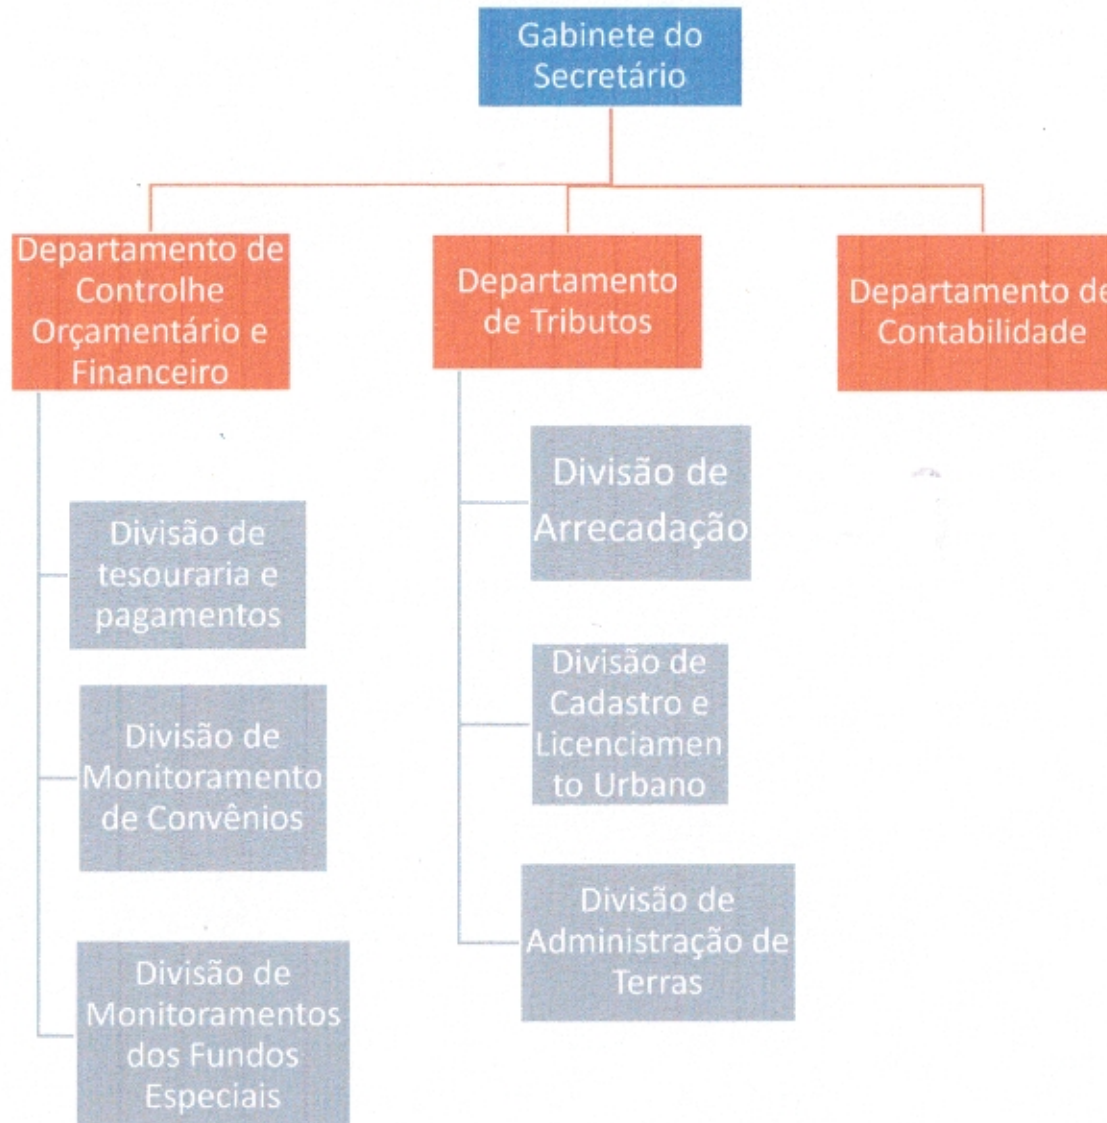 Gabinete do
Secretário
Departamento de
Controlhe
Orçamentário e
Financeiro
Departamento
de Tributos
Departamento de
Contabilidade
Divisão de
tesouraria e
pagamentos
Divisão de
Monitoramento
de Convênios
Divisão de
Monitoramentos
dos Fundos
Especiais
Divisão de
Arrecadação
Divisão de
Cadastro e
Licenciamen
to Urbano
Divisão de
Administração de
Terras